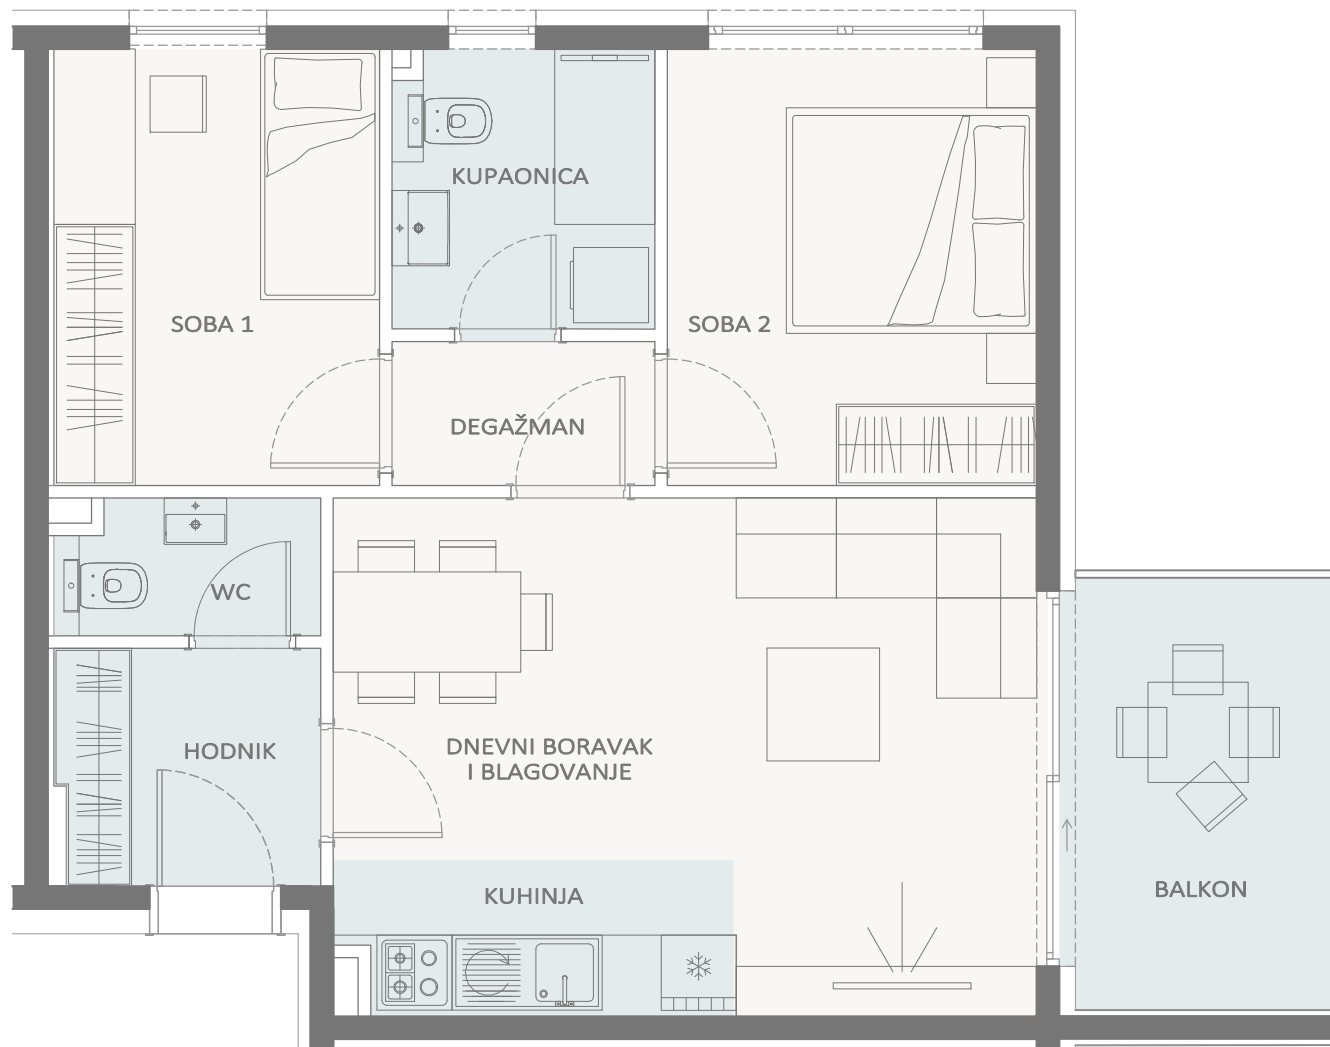 KUPAONICA
SOBA 1
SOBA 2
DEGAŽMAN
WC
HODNIK
DNEVNI BORAVAK
I BLAGOVANJE
KUHINJA
BALKON